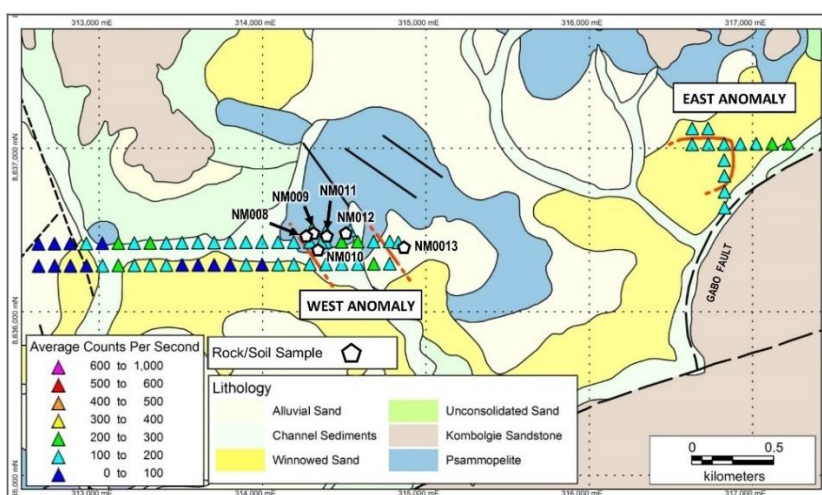 313,000 mE 314,000 mE 315,000 mE 316,000 mE 317,000 mE
EAST ANOMALY
8,637,000 mN
NM011
NM009
NM008
NM012
NM0013
NM010
GABO FAULT
WEST ANOMALY
8,636,000 mN
Average Counts Per Second
600 to 1,000
500 to 600
400 to 500
300 to 400
200 to 300
100 to 200
0 to 100
Rock/Soil Sample
Lithology
Alluvial Sand
Channel Sediments
Winnowed Sand
Unconsolidated Sand
Kombolgie Sandstone
Psammopelite
0 0.5
kilometers
313,000 mE 314,000 mE 315,000 mE 316,000 mE 317,000 mE